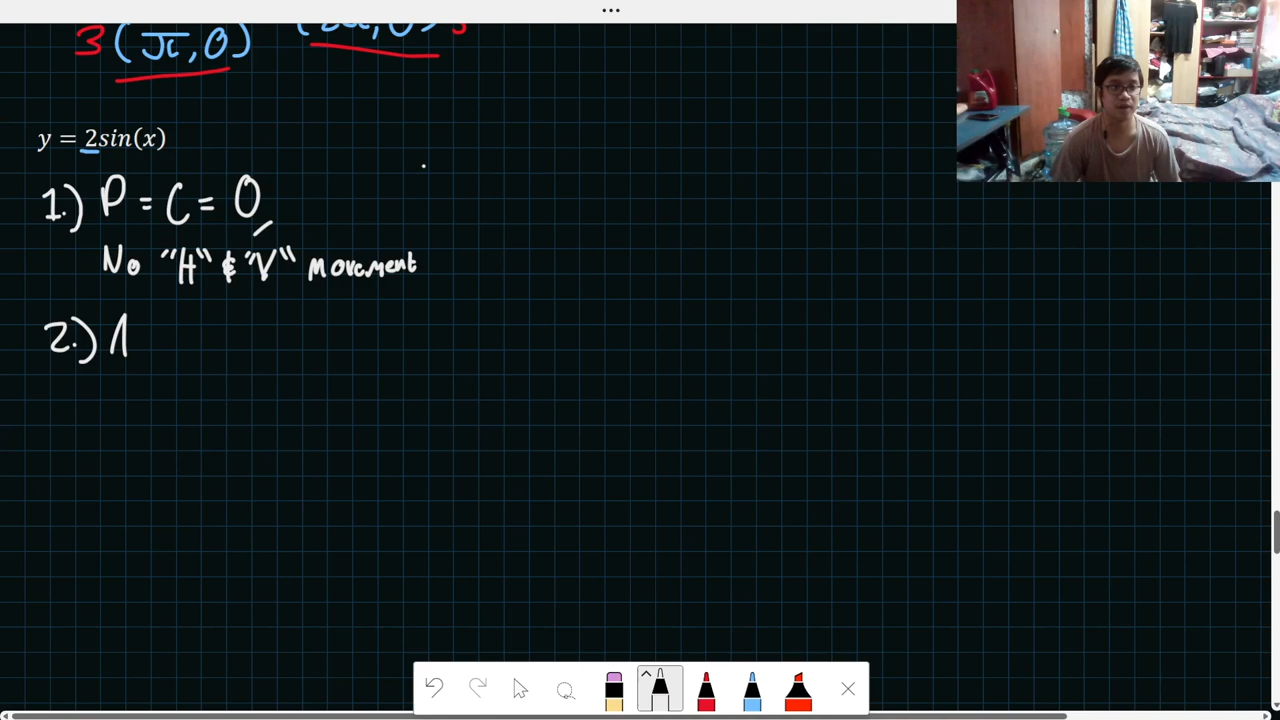 3 (π, 0)
y = 2sin(x)
1.) P = C = 0
No "H" & "V" movement
2.)